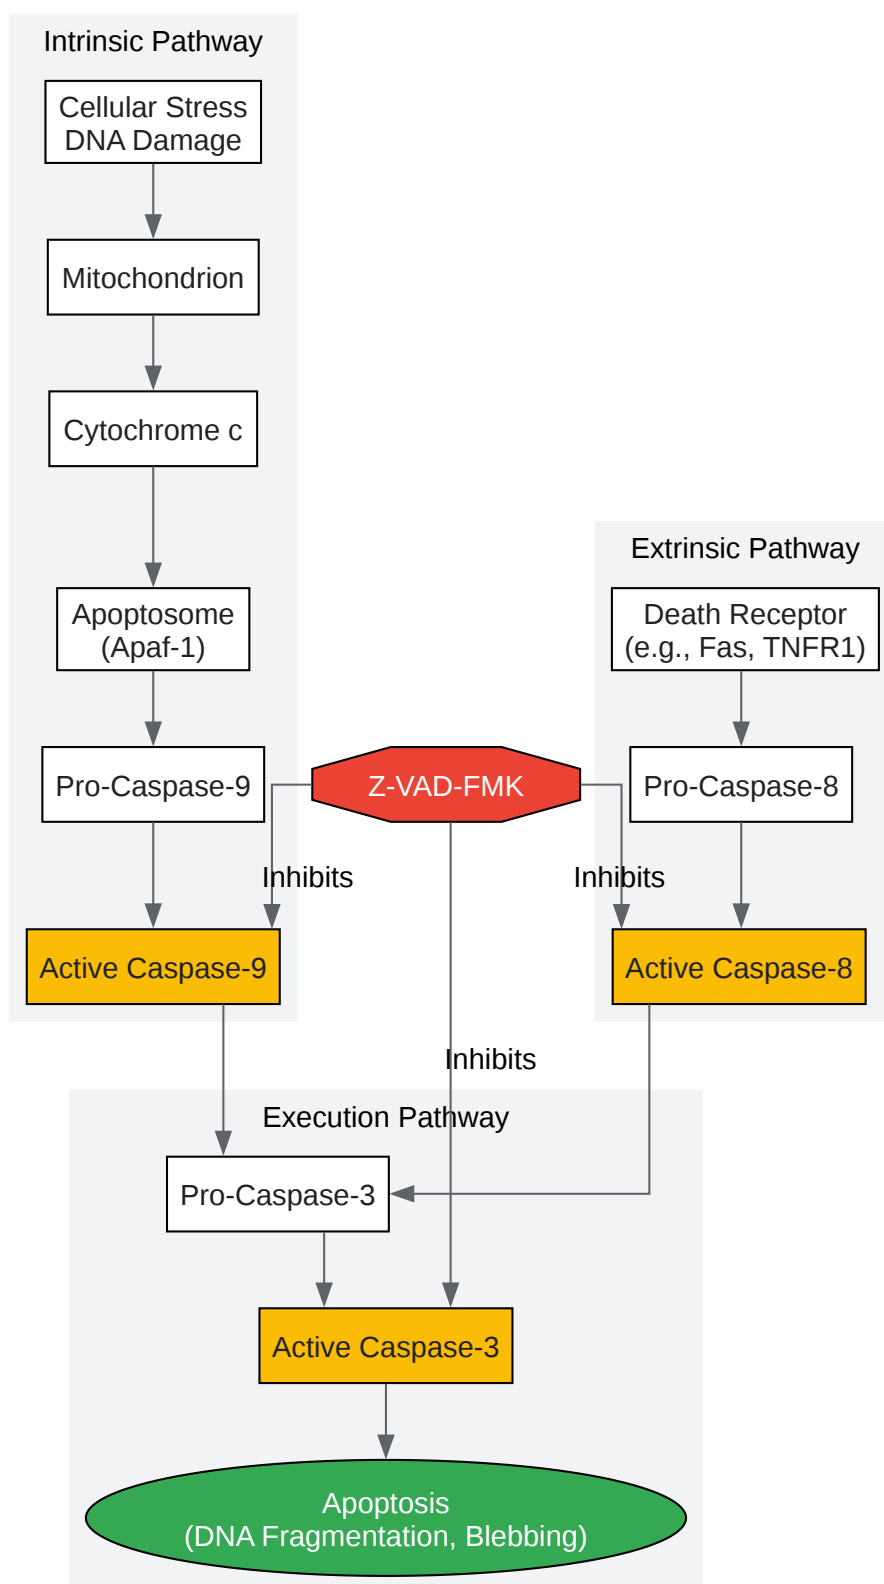 Intrinsic Pathway
Cellular Stress
DNA Damage
Mitochondrion
Cytochrome c
Apoptosome
(Apaf-1)
Pro-Caspase-9
Active Caspase-9
Extrinsic Pathway
Death Receptor
(e.g., Fas, TNFR1)
Pro-Caspase-8
Active Caspase-8
Z-VAD-FMK
Inhibits
Inhibits
Inhibits
Execution Pathway
Pro-Caspase-3
Active Caspase-3
Apoptosis
(DNA Fragmentation, Blebbing)